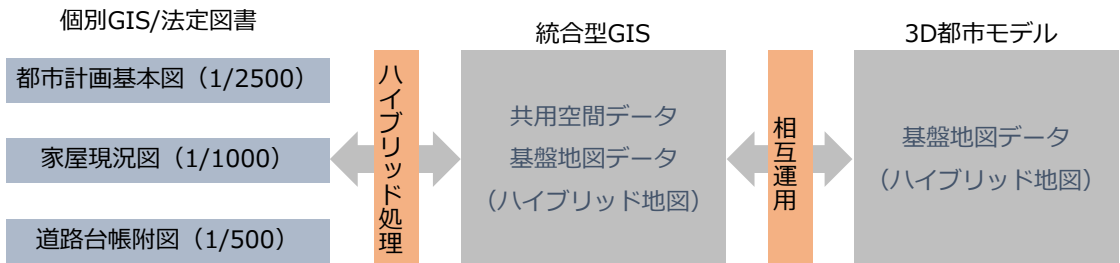 個別GIS/法定図書
都市計画基本図（1/2500）
家屋現況図（1/1000）
道路台帳附図（1/500）
ハイブリッド処理
統合型GIS
共用空間データ
基盤地図データ
（ハイブリッド地図）
相互運用
3D都市モデル
基盤地図データ
（ハイブリッド地図）